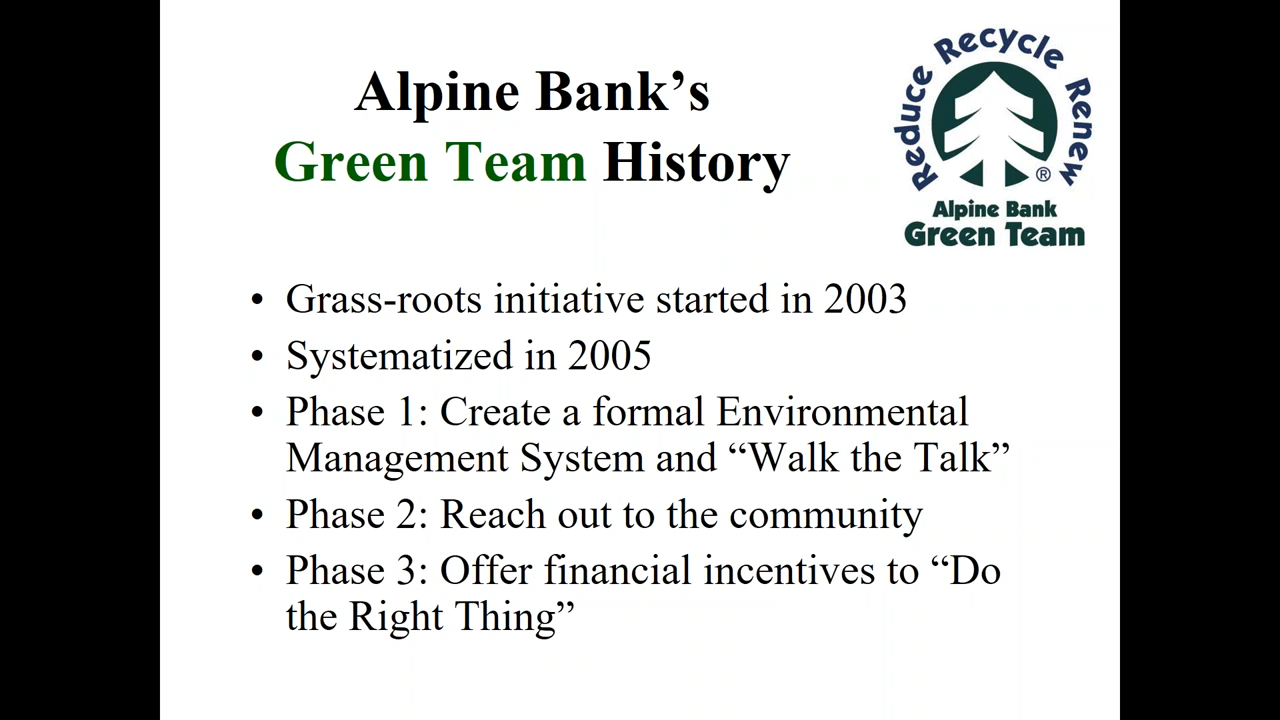 Alpine Bank’s
Green Team History
Reduce Recycle Renew
®
Alpine Bank
Green Team
• Grass-roots initiative started in 2003
• Systematized in 2005
• Phase 1: Create a formal Environmental
Management System and “Walk the Talk”
• Phase 2: Reach out to the community
• Phase 3: Offer financial incentives to “Do
the Right Thing”